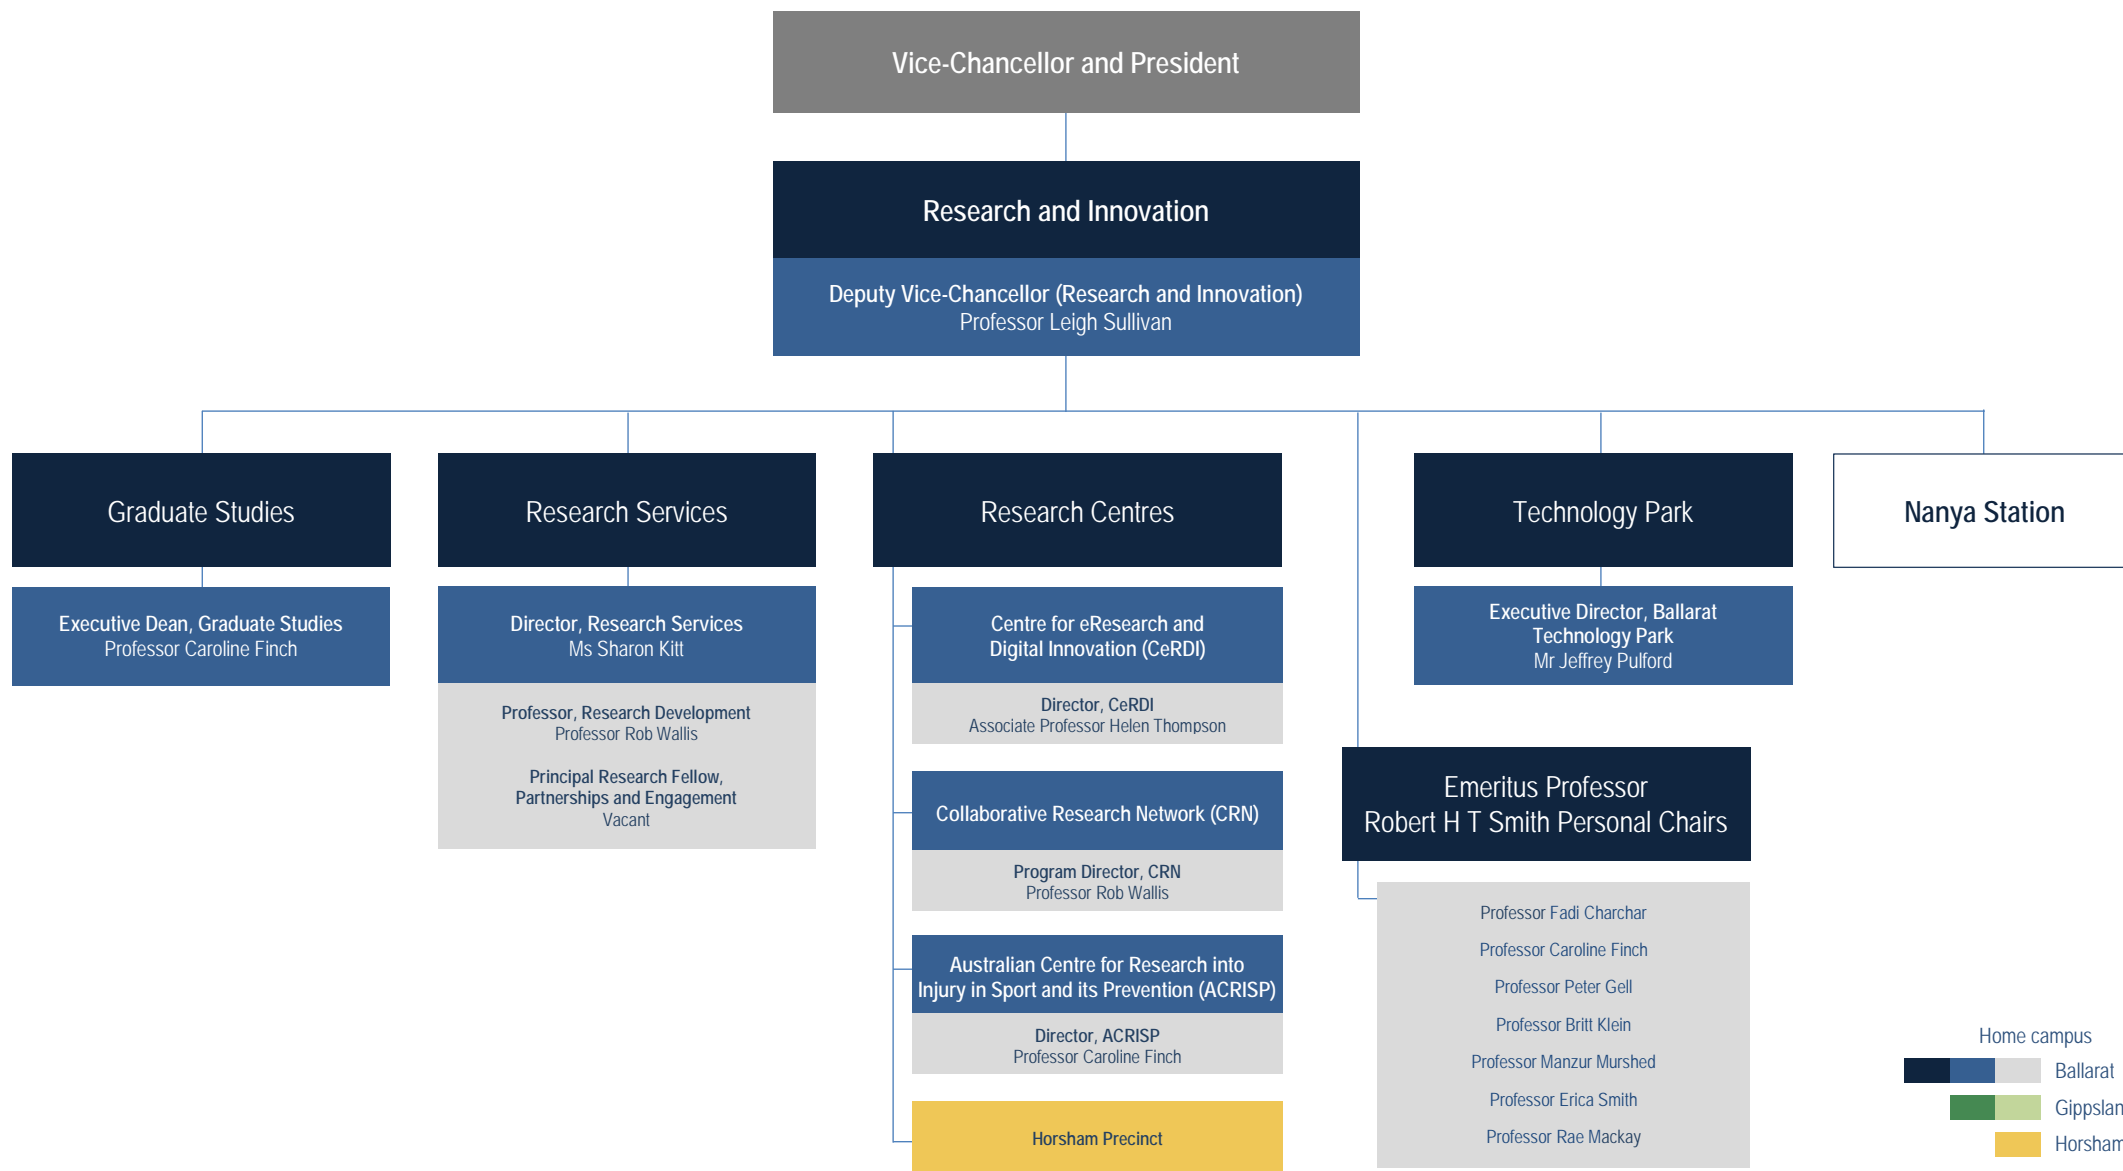 Vice-Chancellor and President
Research and Innovation
Deputy Vice-Chancellor (Research and Innovation)
Professor Leigh Sullivan
Graduate Studies
Executive Dean, Graduate Studies
Professor Caroline Finch
Research Services
Director, Research Services
Ms Sharon Kitt
Professor, Research Development
Professor Rob Wallis
Principal Research Fellow,
Partnerships and Engagement
Vacant
Research Centres
Centre for eResearch and
Digital Innovation (CeRDI)
Director, CeRDI
Associate Professor Helen Thompson
Collaborative Research Network (CRN)
Program Director, CRN
Professor Rob Wallis
Australian Centre for Research into
Injury in Sport and its Prevention (ACRISP)
Director, ACRISP
Professor Caroline Finch
Horsham Precinct
Technology Park
Executive Director, Ballarat
Technology Park
Mr Jeffrey Pulford
Emeritus Professor
Robert H T Smith Personal Chairs
Professor Fadi Charchar
Professor Caroline Finch
Professor Peter Gell
Professor Britt Klein
Professor Manzur Murshed
Professor Erica Smith
Professor Rae Mackay
Nanya Station
Home campus
Ballarat
Gippslan
Horsham